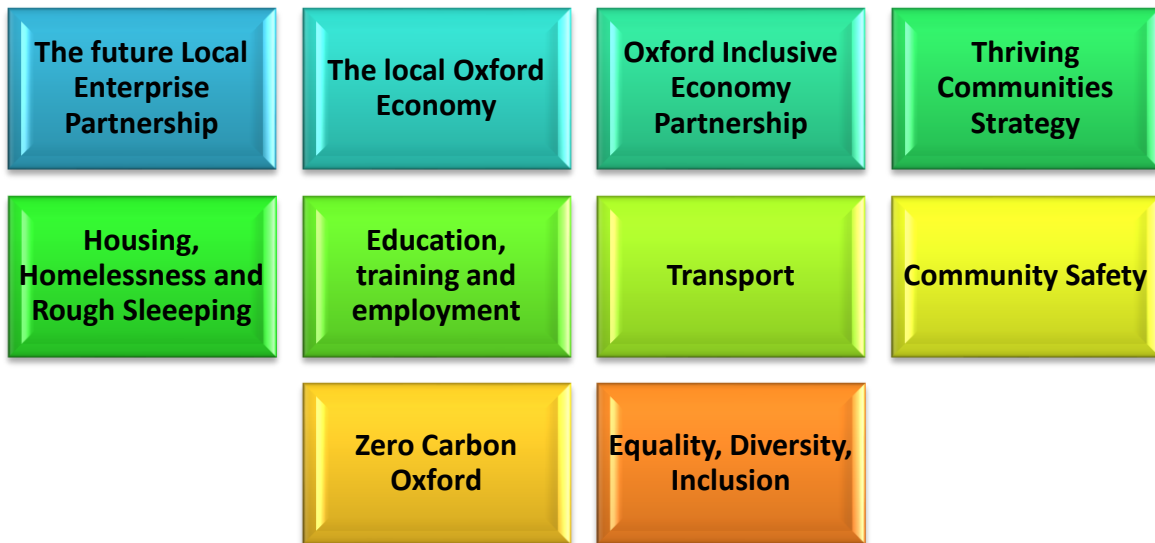 The future Local
Enterprise
Partnership
The local Oxford
Economy
Oxford Inclusive
Economy
Partnership
Thriving
Communities
Strategy
Housing,
Homelessness and
Rough Sleeeping
Education,
training and
employment
Transport
Community Safety
Zero Carbon
Oxford
Equality, Diversity,
Inclusion